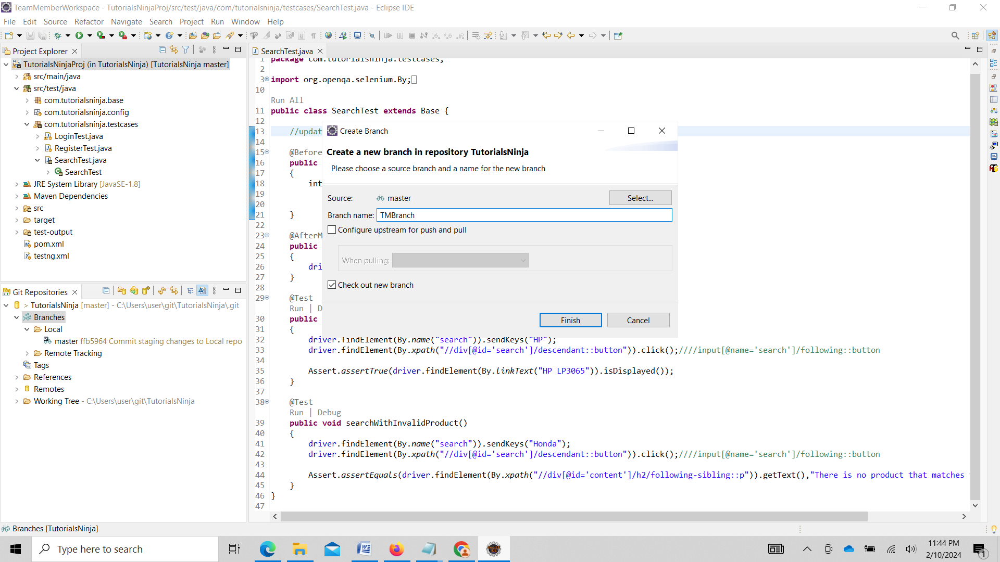 TeamMemberWorkspace - TutorialsNinjaProj/src/test/java/com/tutorialsninja/testcases/SearchTest.java - Eclipse IDE
File Edit Source Refactor Navigate Search Project Run Window Help
Project Explorer
TutorialsNinjaProj (in TutorialsNinja) [TutorialsNinja master]
src/main/java
src/test/java
com.tutorialsninja.base
com.tutorialsninja.config
com.tutorialsninja.testcases
LoginTest.java
RegisterTest.java
SearchTest.java
SearchTest
JRE System Library [JavaSE-1.8]
Maven Dependencies
src
target
test-output
pom.xml
testng.xml
Git Repositories
> TutorialsNinja [master] - C:\Users\user\git\TutorialsNinja\.git
Branches
Local
master ffb5964 Commit staging changes to Local repo
Remote Tracking
Tags
References
Remotes
Working Tree - C:\Users\user\git\TutorialsNinja
SearchTest.java
1 package com.tutorialsninja.testcases;
2
3 import org.openqa.selenium.By;
10
Run All
11 public class SearchTest extends Base {
12
13 //updat
14
15 @Before
16 public
17 {
18 int
19
20
21 }
22
23 @AfterM
24 public
25 {
26 dri
27 }
28
29 @Test
Run | D
30 public
31 {
32 driver.findElement(By.name("search")).sendKeys("HP");
33 driver.findElement(By.xpath("//div[@id='search']/descendant::button")).click();////input[@name='search']/following::button
34
35 Assert.assertTrue(driver.findElement(By.linkText("HP LP3065")).isDisplayed());
36 }
37
38 @Test
Run | Debug
39 public void searchWithInvalidProduct()
40 {
41 driver.findElement(By.name("search")).sendKeys("Honda");
42 driver.findElement(By.xpath("//div[@id='search']/descendant::button")).click();////input[@name='search']/following::button
43
44 Assert.assertEquals(driver.findElement(By.xpath("//div[@id='content']/h2/following-sibling::p")).getText(),"There is no product that matches
45 }
46 }
47
Create Branch
Create a new branch in repository TutorialsNinja
Please choose a source branch and a name for the new branch
Source: master Select...
Branch name: TMBranch
Configure upstream for push and pull
When pulling:
Check out new branch
Finish Cancel
Branches [TutorialsNinja]
Type here to search
11:44 PM
2/10/2024
1